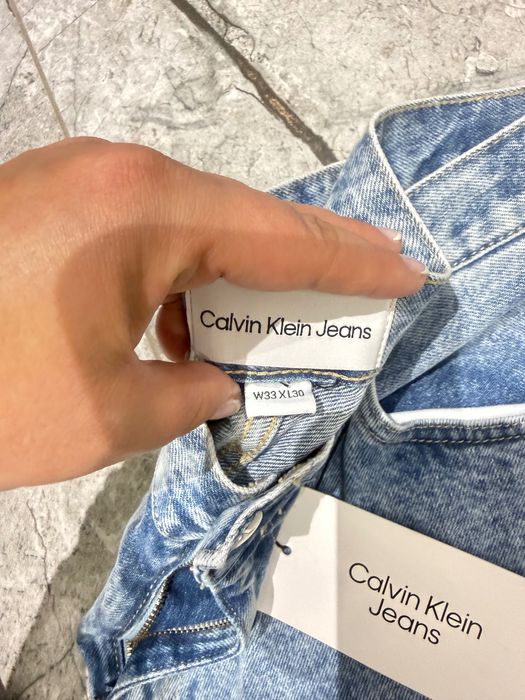 Calvin Klein Jeans
W33 X L30
Calvin Klein
Jeans